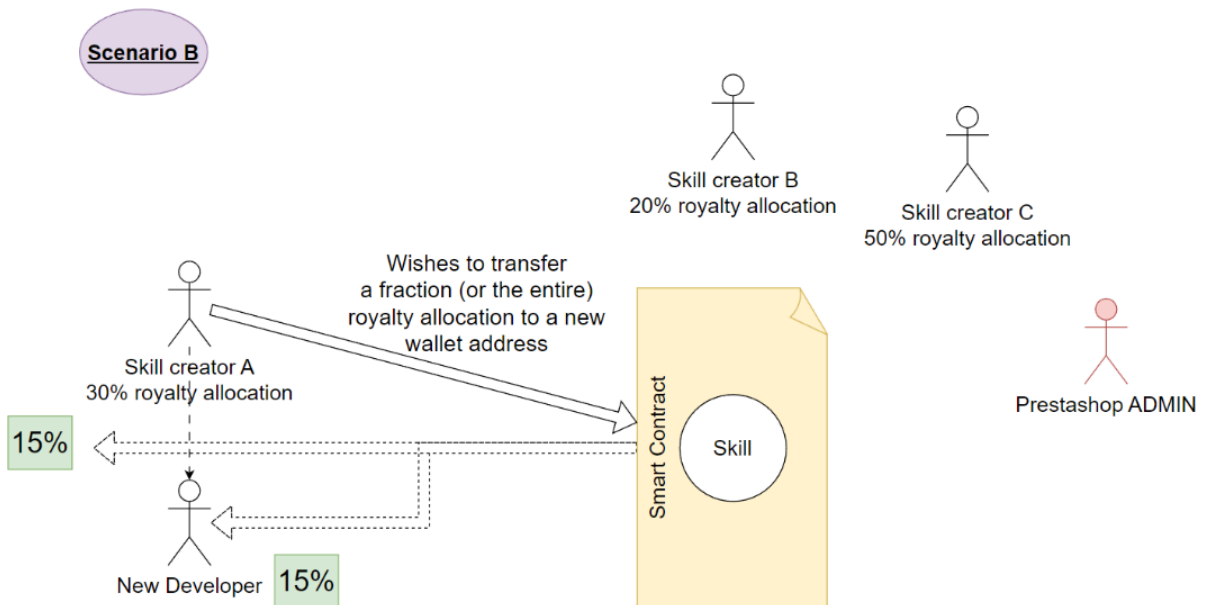 Scenario B
Skill creator B
20% royalty allocation
Skill creator C
50% royalty allocation
Wishes to transfer
a fraction (or the entire)
royalty allocation to a new
wallet address
Skill creator A
30% royalty allocation
Prestashop ADMIN
15%
Smart Contract
Skill
New Developer
15%